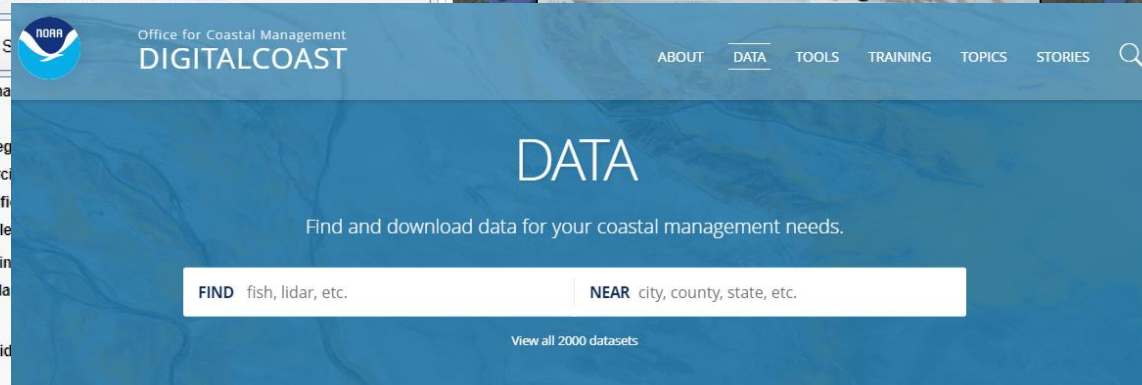 NOAA
Office for Coastal Management
DIGITALCOAST
ABOUT DATA TOOLS TRAINING TOPICS STORIES
DATA
Find and download data for your coastal management needs.
FIND fish, lidar, etc. NEAR city, county, state, etc.
View all 2000 datasets